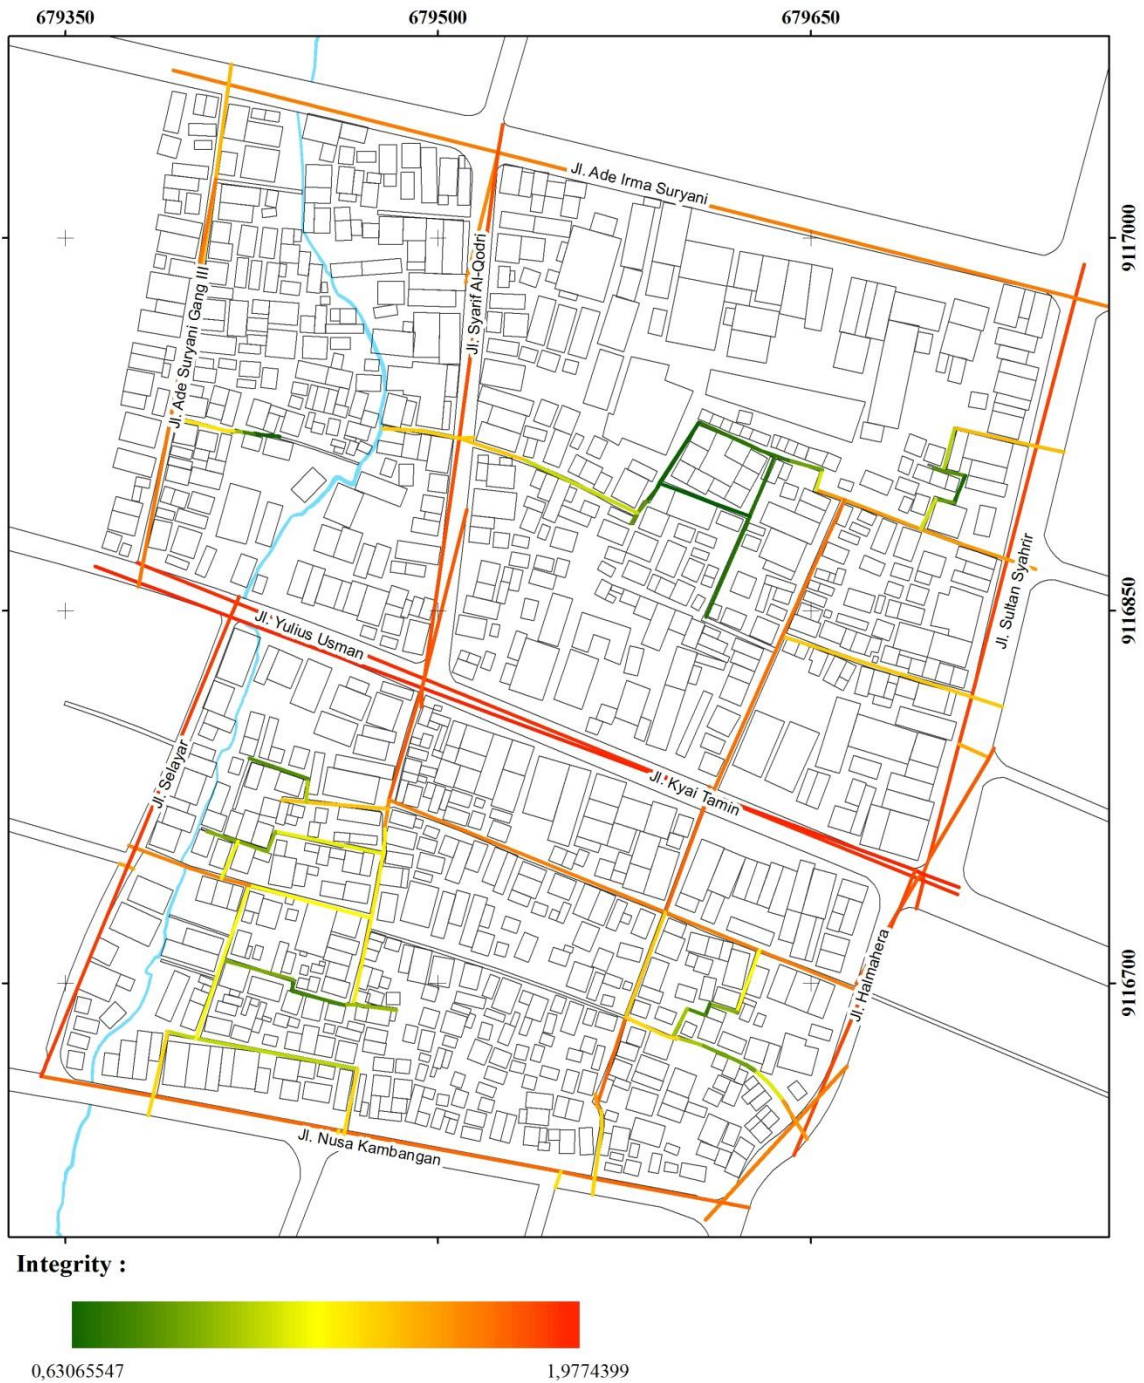 679350 679500 679650
Jl. Ade Irma Suryani
9117000
Jl. Syarif Al-Qodri
Jl. Ade Suryani Gang III
Jl. Sultan Syahrir
9116850
Jl. Yulius Usman
Jl. Selayar
Jl. Kyai Tamin
Jl. Halmahera
9116700
Jl. Nusa Kambangan
Integrity :
0,63065547 1,9774399